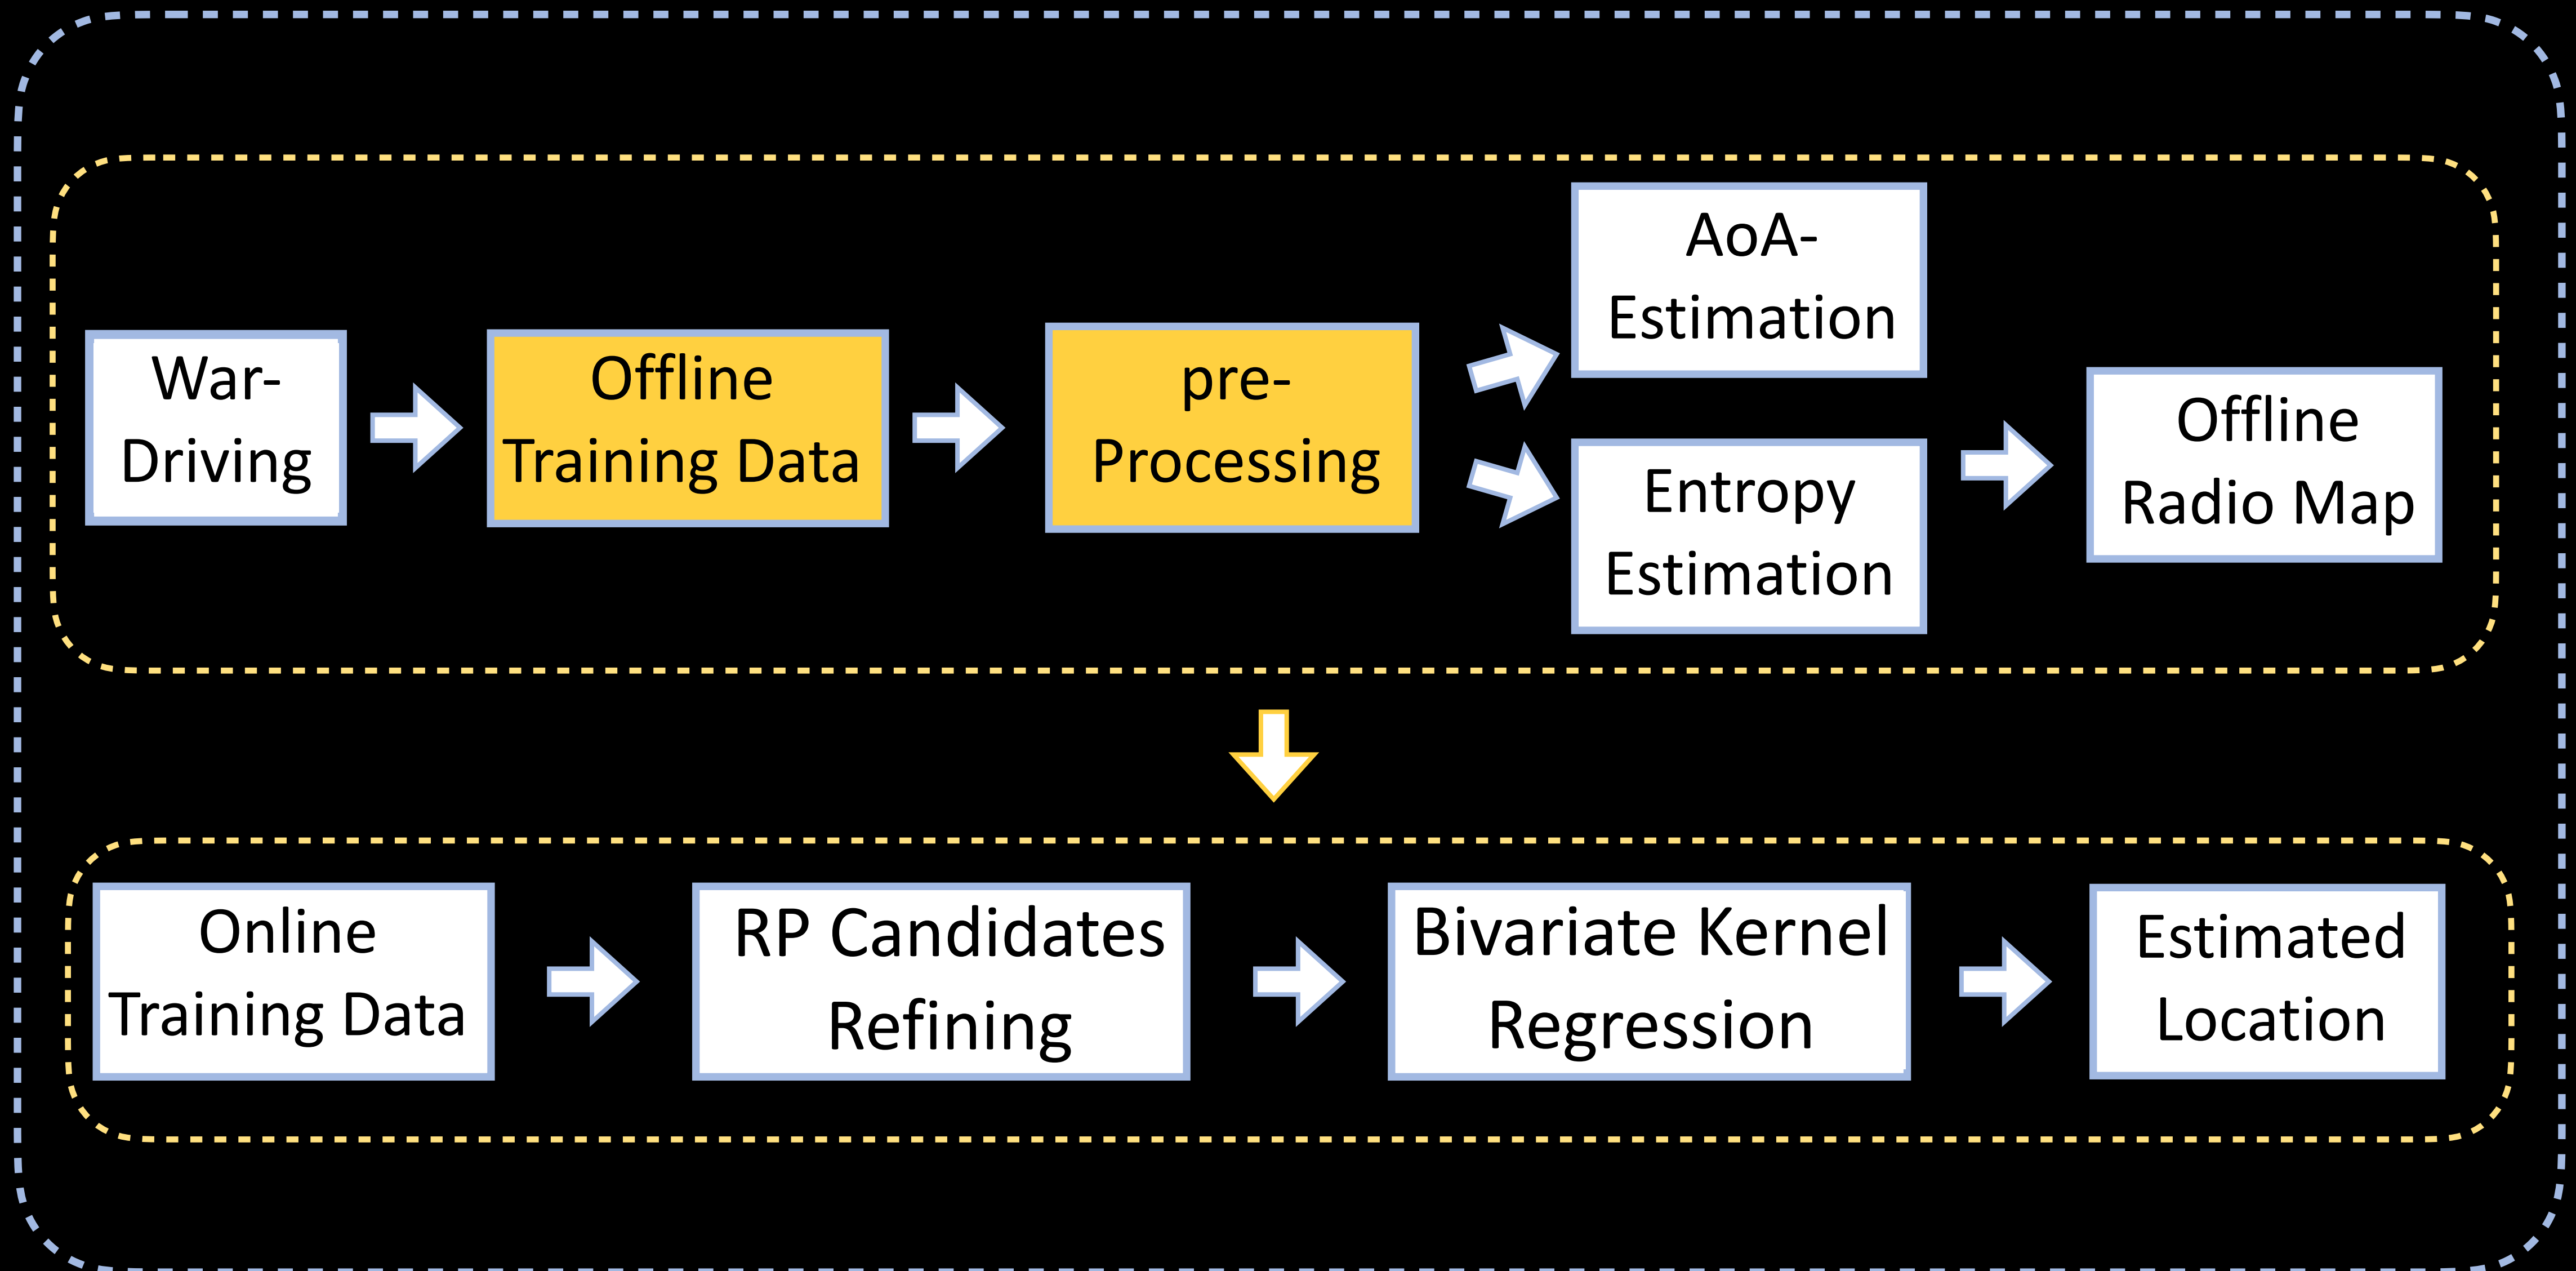 War-
Driving
Offline
Training Data
pre-
Processing
AoA-
Estimation
Entropy
Estimation
Offline
Radio Map
Online
Training Data
RP Candidates
Refining
Bivariate Kernel
Regression
Estimated
Location